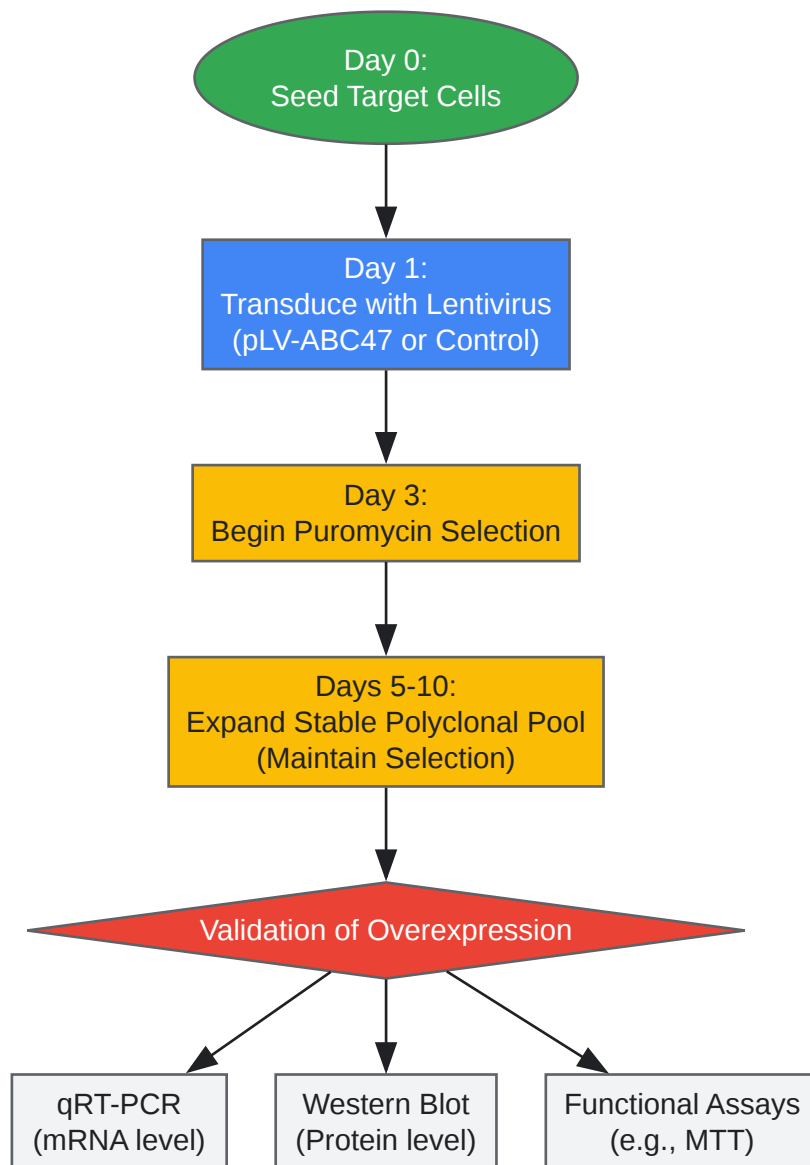 Day 0:
Seed Target Cells
Day 1:
Transduce with Lentivirus
(pLV-ABC47 or Control)
Day 3:
Begin Puromycin Selection
Days 5-10:
Expand Stable Polyclonal Pool
(Maintain Selection)
Validation of Overexpression
qRT-PCR
(mRNA level)
Western Blot
(Protein level)
Functional Assays
(e.g., MTT)